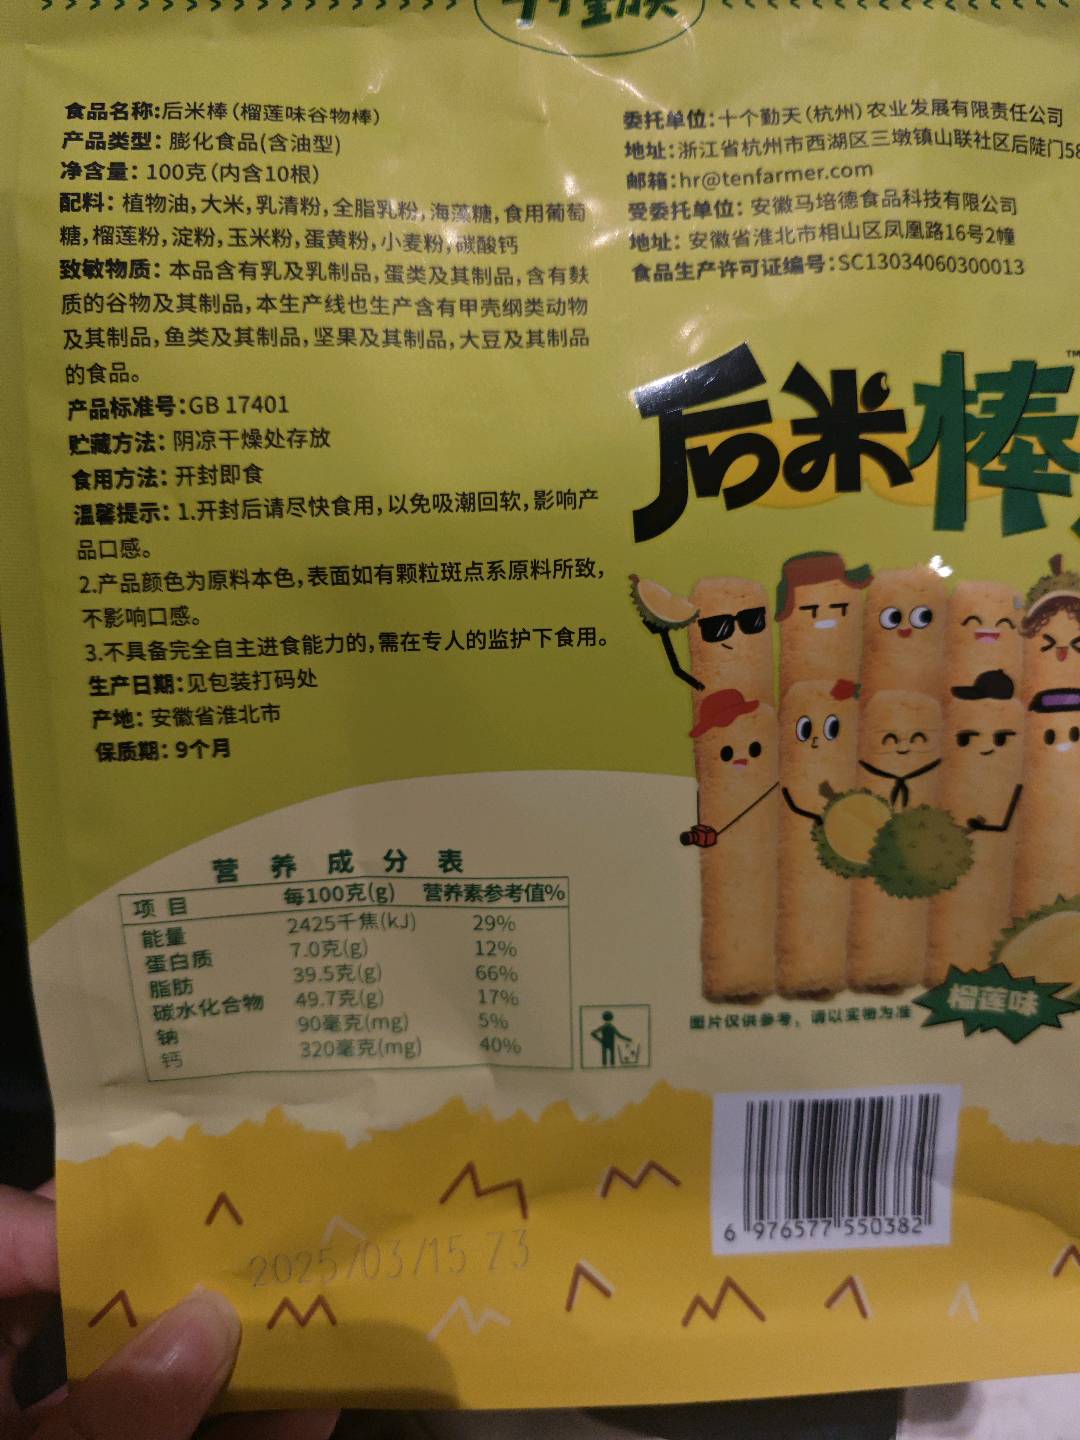 十个勤天
食品名称:后米棒(榴莲味谷物棒)
产品类型: 膨化食品(含油型)
净含量: 100克(内含10根)
配料: 植物油,大米,乳清粉,全脂乳粉,海藻糖,食用葡萄
糖,榴莲粉,淀粉,玉米粉,蛋黄粉,小麦粉,碳酸钙
致敏物质: 本品含有乳及乳制品,蛋类及其制品,含有麸
质的谷物及其制品,本生产线也生产含有甲壳纲类动物
及其制品,鱼类及其制品,坚果及其制品,大豆及其制品
的食品。
产品标准号:GB 17401
贮藏方法: 阴凉干燥处存放
食用方法: 开封即食
温馨提示: 1.开封后请尽快食用,以免吸潮回软,影响产
品口感。
2.产品颜色为原料本色,表面如有颗粒斑点系原料所致,
不影响口感。
3.不具备完全自主进食能力的,需在专人的监护下食用。
生产日期:见包装打码处
产地: 安徽省淮北市
保质期: 9个月
委托单位:十个勤天(杭州)农业发展有限责任公司
地址:浙江省杭州市西湖区三墩镇山联社区后陡门58
邮箱:hr@tenfarmer.com
受委托单位: 安徽马培德食品科技有限公司
地址: 安徽省淮北市相山区凤凰路16号2幢
食品生产许可证编号:SC13034060300013
后米棒™
榴莲味
图片仅供参考，请以实物为准
营养成分表
项目 每100克(g) 营养素参考值%
能量 2425千焦(kJ) 29%
蛋白质 7.0克(g) 12%
脂肪 39.5克(g) 66%
碳水化合物 49.7克(g) 17%
钠 90毫克(mg) 5%
钙 320毫克(mg) 40%
6 976577 550382
2025/03/15 Z3